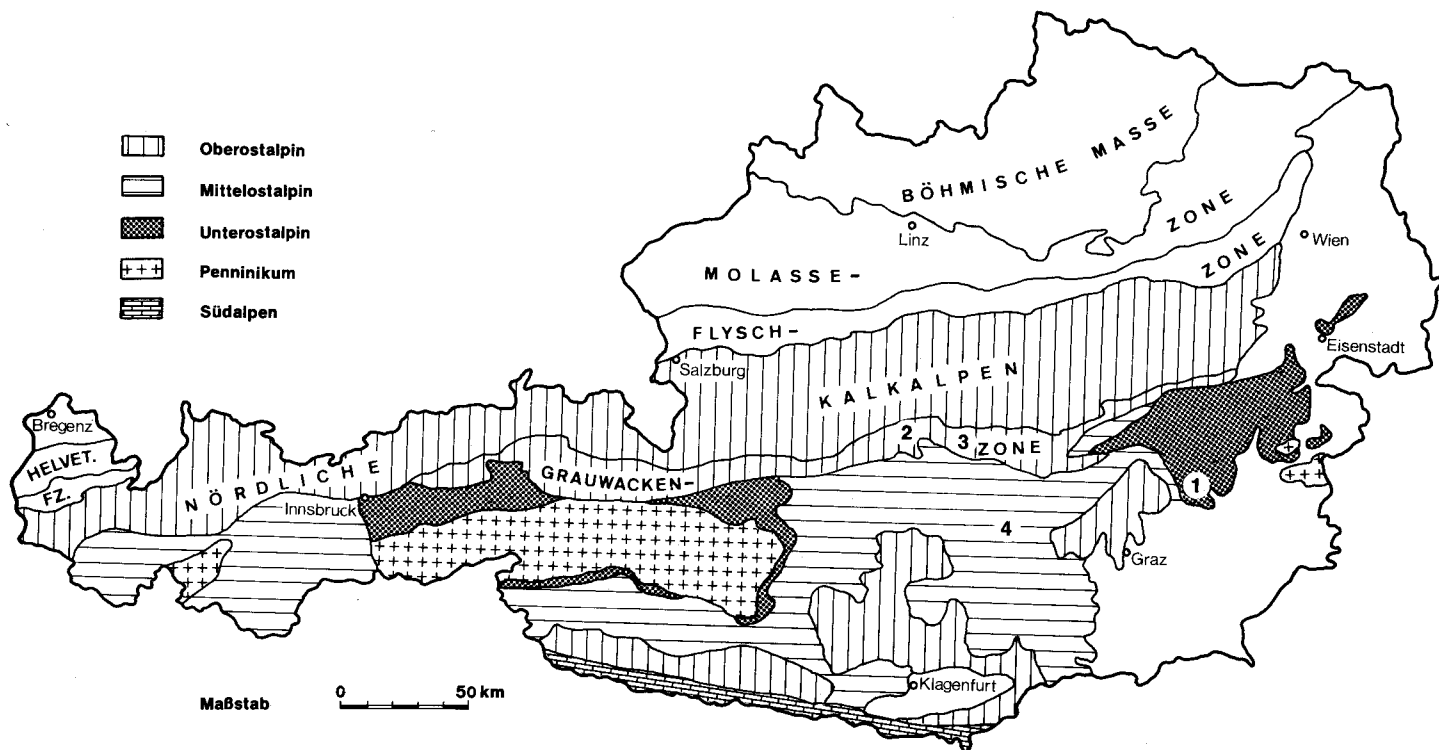 Oberostalpin
Mittelostalpin
Unterostalpin
Penninikum
Südalpen
BÖHMISCHE MASSE
Linz
Wien
MOLASSE-
ZONE
FLYSCH-
ZONE
Eisenstadt
Salzburg
KALKALPEN
Bregenz
HELVET.
FZ.
NÖRDLICHE
Innsbruck
GRAUWACKEN-
2
3
ZONE
1
4
Graz
Klagenfurt
Maßstab
0
50 km